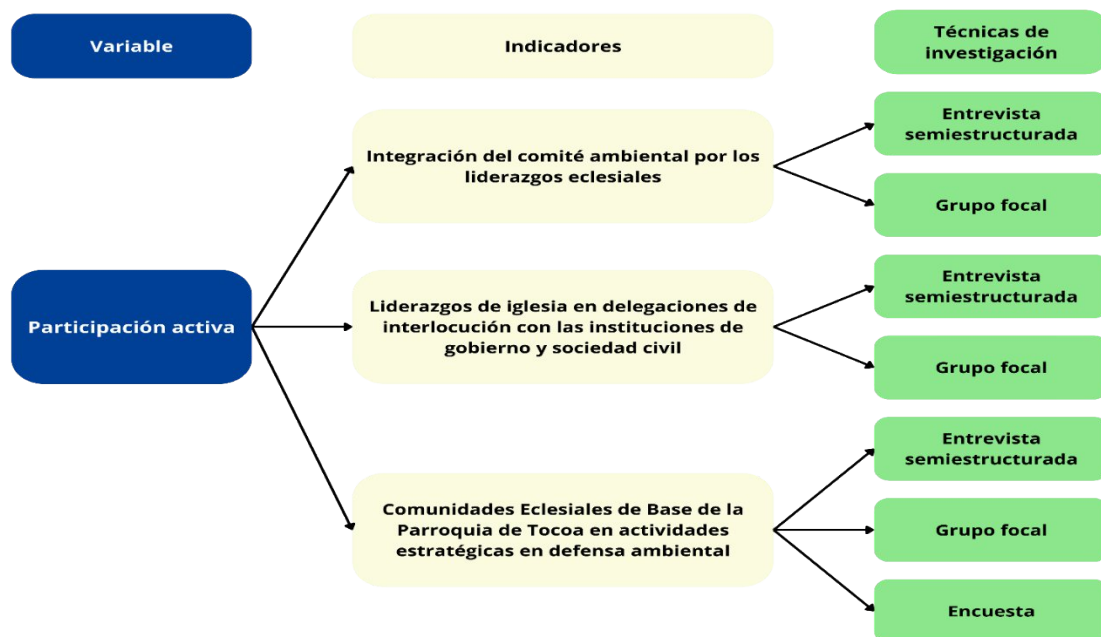 Variable
Indicadores
Técnicas de
investigación
Participación activa
Integración del comité ambiental por los
liderazgos eclesiales
Entrevista
semiestructurada
Grupo focal
Liderazgos de iglesia en delegaciones de
interlocución con las instituciones de
gobierno y sociedad civil
Entrevista
semiestructurada
Grupo focal
Comunidades Eclesiales de Base de la
Parroquia de Tocoa en actividades
estratégicas en defensa ambiental
Entrevista
semiestructurada
Grupo focal
Encuesta